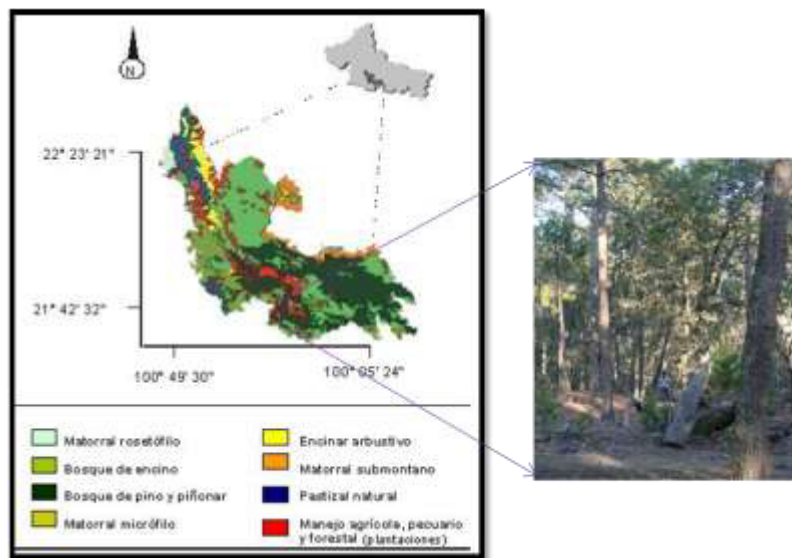 N
22° 23' 21"
21° 42' 32"
100° 49' 30"
100° 05' 24"
Matorral rosetófilo
Bosque de encino
Bosque de pino y piñonar
Matorral micrófilo
Encinar arbustivo
Matorral submontano
Pastizal natural
Manejo agrícola, pecuario
y forestal (plantaciones)